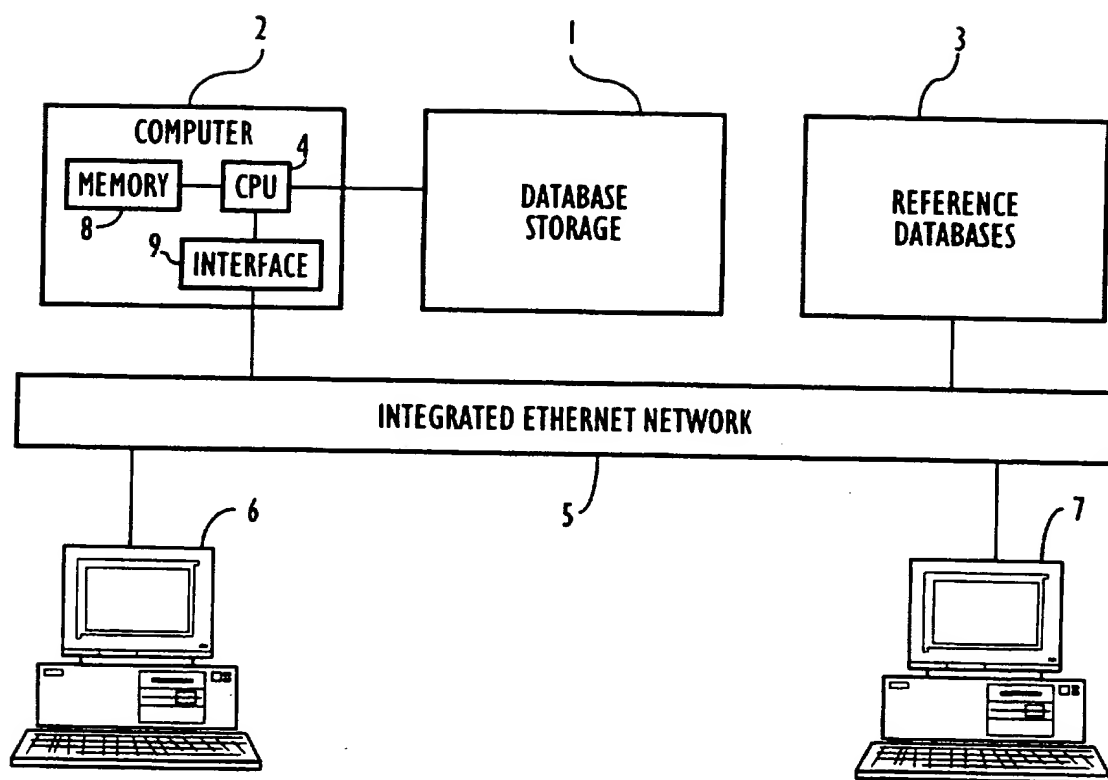 2
1
3
COMPUTER
4
MEMORY
CPU
8
9
INTERFACE
DATABASE
STORAGE
REFERENCE
DATABASES
INTEGRATED ETHERNET NETWORK
5
6
7